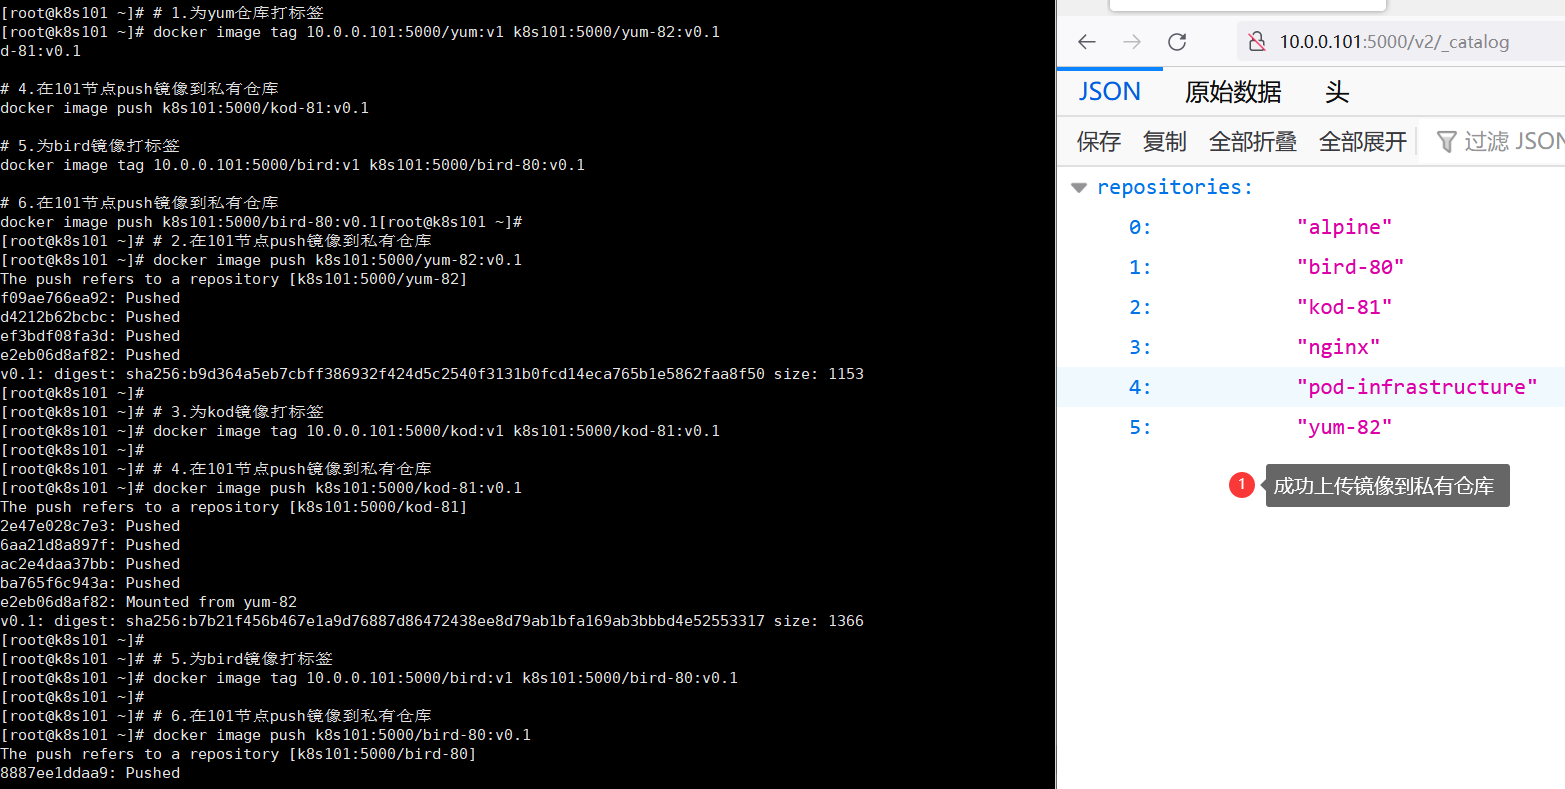 [root@k8s101 ~]# # 1.为yum仓库打标签
[root@k8s101 ~]# docker image tag 10.0.0.101:5000/yum:v1 k8s101:5000/yum-82:v0.1
d-81:v0.1
# 4.在101节点push镜像到私有仓库
docker image push k8s101:5000/kod-81:v0.1
# 5.为bird镜像打标签
docker image tag 10.0.0.101:5000/bird:v1 k8s101:5000/bird-80:v0.1
# 6.在101节点push镜像到私有仓库
docker image push k8s101:5000/bird-80:v0.1[root@k8s101 ~]#
[root@k8s101 ~]# # 2.在101节点push镜像到私有仓库
[root@k8s101 ~]# docker image push k8s101:5000/yum-82:v0.1
The push refers to a repository [k8s101:5000/yum-82]
f09ae766ea92: Pushed
d4212b62bcbc: Pushed
ef3bdf08fa3d: Pushed
e2eb06d8af82: Pushed
v0.1: digest: sha256:b9d364a5eb7cbff386932f424d5c2540f3131b0fcd14eca765b1e5862faa8f50 size: 1153
[root@k8s101 ~]#
[root@k8s101 ~]# # 3.为kod镜像打标签
[root@k8s101 ~]# docker image tag 10.0.0.101:5000/kod:v1 k8s101:5000/kod-81:v0.1
[root@k8s101 ~]#
[root@k8s101 ~]# # 4.在101节点push镜像到私有仓库
[root@k8s101 ~]# docker image push k8s101:5000/kod-81:v0.1
The push refers to a repository [k8s101:5000/kod-81]
2e47e028c7e3: Pushed
6aa21d8a897f: Pushed
ac2e4daa37bb: Pushed
ba765f6c943a: Pushed
e2eb06d8af82: Mounted from yum-82
v0.1: digest: sha256:b7b21f456b467e1a9d76887d86472438ee8d79ab1bfa169ab3bbbd4e52553317 size: 1366
[root@k8s101 ~]#
[root@k8s101 ~]# # 5.为bird镜像打标签
[root@k8s101 ~]# docker image tag 10.0.0.101:5000/bird:v1 k8s101:5000/bird-80:v0.1
[root@k8s101 ~]#
[root@k8s101 ~]# # 6.在101节点push镜像到私有仓库
[root@k8s101 ~]# docker image push k8s101:5000/bird-80:v0.1
The push refers to a repository [k8s101:5000/bird-80]
8887ee1ddaa9: Pushed
10.0.0.101:5000/v2/_catalog
JSON 原始数据 头
保存 复制 全部折叠 全部展开 过滤 JSON
repositories:
0: "alpine"
1: "bird-80"
2: "kod-81"
3: "nginx"
4: "pod-infrastructure"
5: "yum-82"
1 成功上传镜像到私有仓库